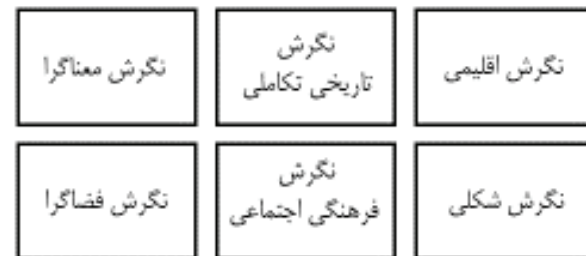 نگرش اقلیمی
نگرش
تاریخی تکاملی
نگرش معناگرا
نگرش شکلی
نگرش
فرهنگی اجتماعی
نگرش فضاگرا